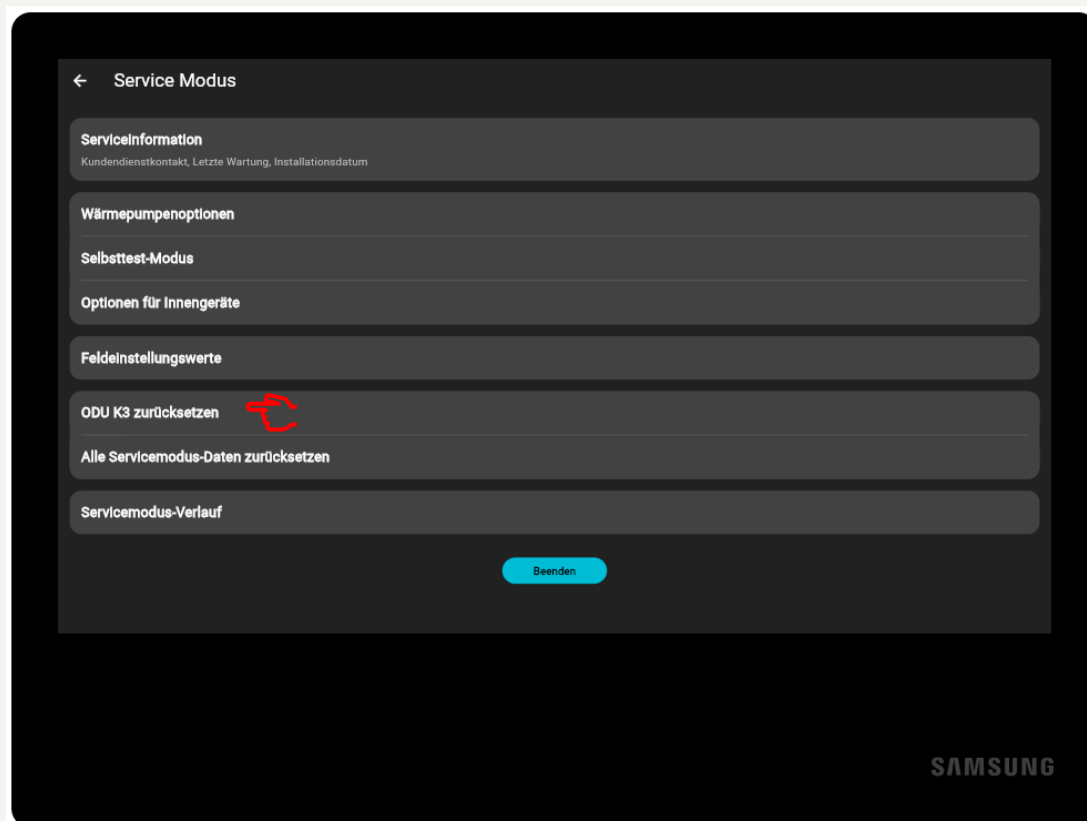 Service Modus
Serviceinformation
Kundendienstkontakt, Letzte Wartung, Installationsdatum
Wärmepumpenoptionen
Selbsttest-Modus
Optionen für Innengeräte
Feldeinstellungswerte
ODU K3 zurücksetzen
Alle Servicemodus-Daten zurücksetzen
Servicemodus-Verlauf
Beenden
SAMSUNG